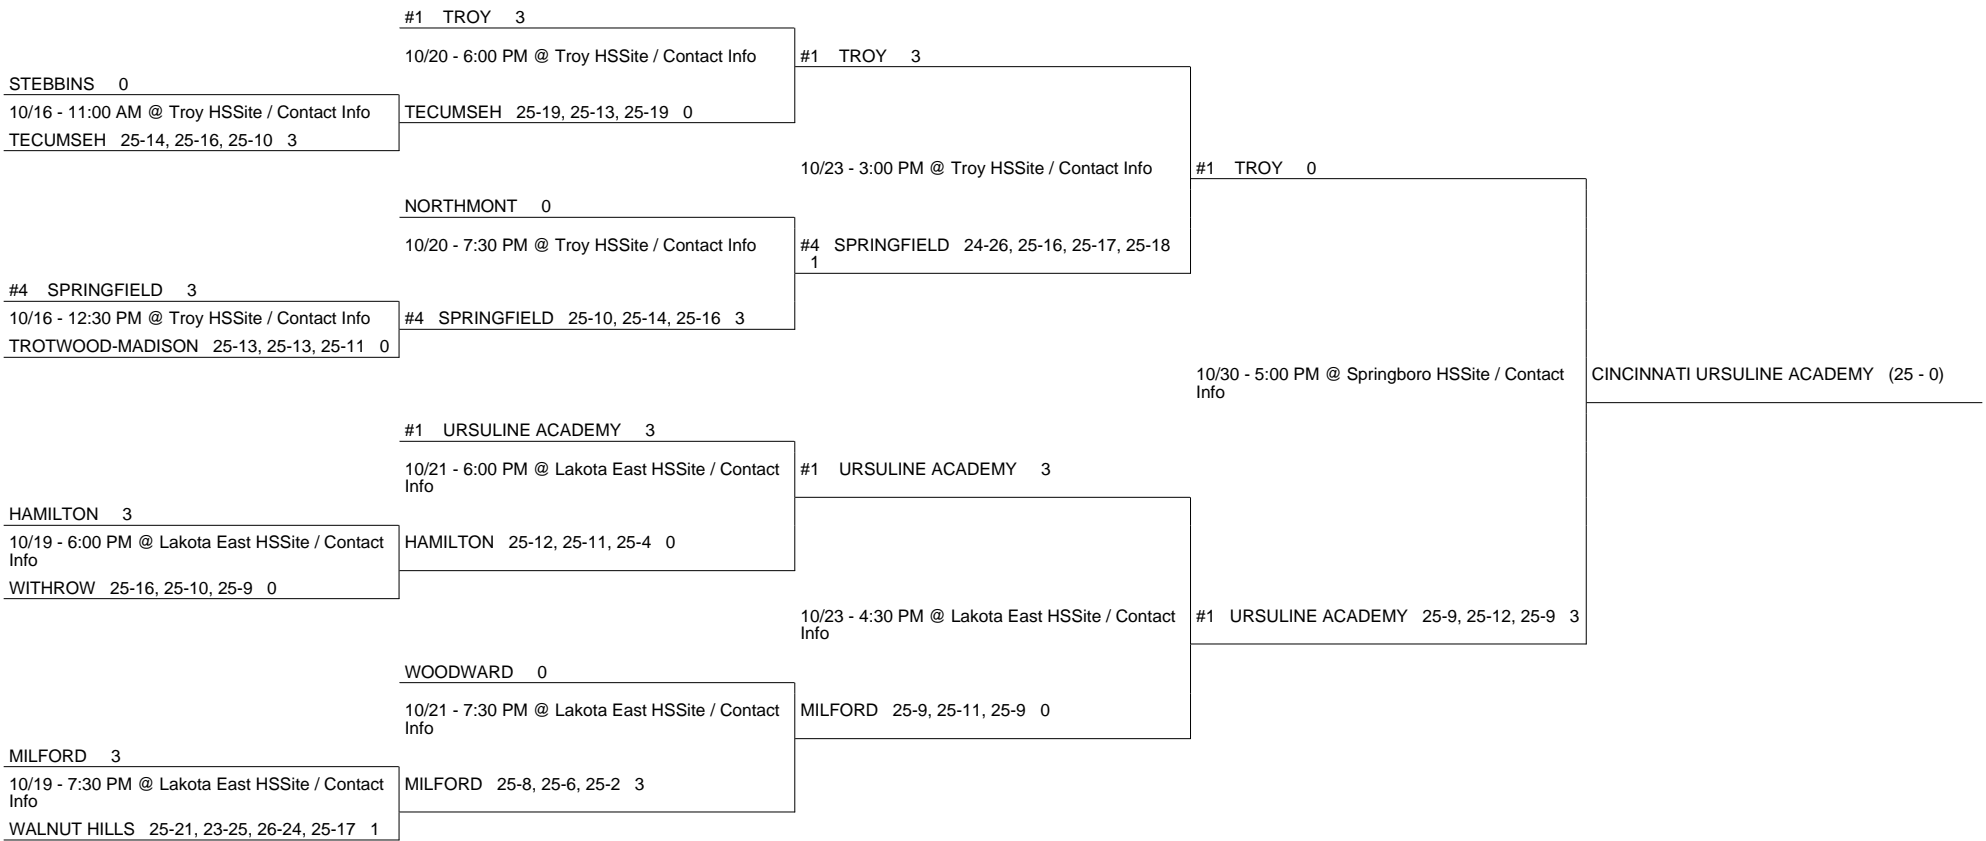 #1 TROY 3
10/20 - 6:00 PM @ Troy HSSite / Contact Info
#1 TROY 3
STEBBINS 0
10/16 - 11:00 AM @ Troy HSSite / Contact Info
TECUMSEH 25-19, 25-13, 25-19 0
TECUMSEH 25-14, 25-16, 25-10 3
10/23 - 3:00 PM @ Troy HSSite / Contact Info
#1 TROY 0
NORTHMONT 0
10/20 - 7:30 PM @ Troy HSSite / Contact Info
#4 SPRINGFIELD 24-26, 25-16, 25-17, 25-18
1
#4 SPRINGFIELD 3
10/16 - 12:30 PM @ Troy HSSite / Contact Info
#4 SPRINGFIELD 25-10, 25-14, 25-16 3
TROTWOOD-MADISON 25-13, 25-13, 25-11 0
10/30 - 5:00 PM @ Springboro HSSite / Contact
Info
CINCINNATI URSULINE ACADEMY (25 - 0)
#1 URSULINE ACADEMY 3
10/21 - 6:00 PM @ Lakota East HSSite / Contact
Info
#1 URSULINE ACADEMY 3
HAMILTON 3
10/19 - 6:00 PM @ Lakota East HSSite / Contact
Info
HAMILTON 25-12, 25-11, 25-4 0
WITHROW 25-16, 25-10, 25-9 0
10/23 - 4:30 PM @ Lakota East HSSite / Contact
Info
#1 URSULINE ACADEMY 25-9, 25-12, 25-9 3
WOODWARD 0
10/21 - 7:30 PM @ Lakota East HSSite / Contact
Info
MILFORD 25-9, 25-11, 25-9 0
MILFORD 3
10/19 - 7:30 PM @ Lakota East HSSite / Contact
Info
MILFORD 25-8, 25-6, 25-2 3
WALNUT HILLS 25-21, 23-25, 26-24, 25-17 1